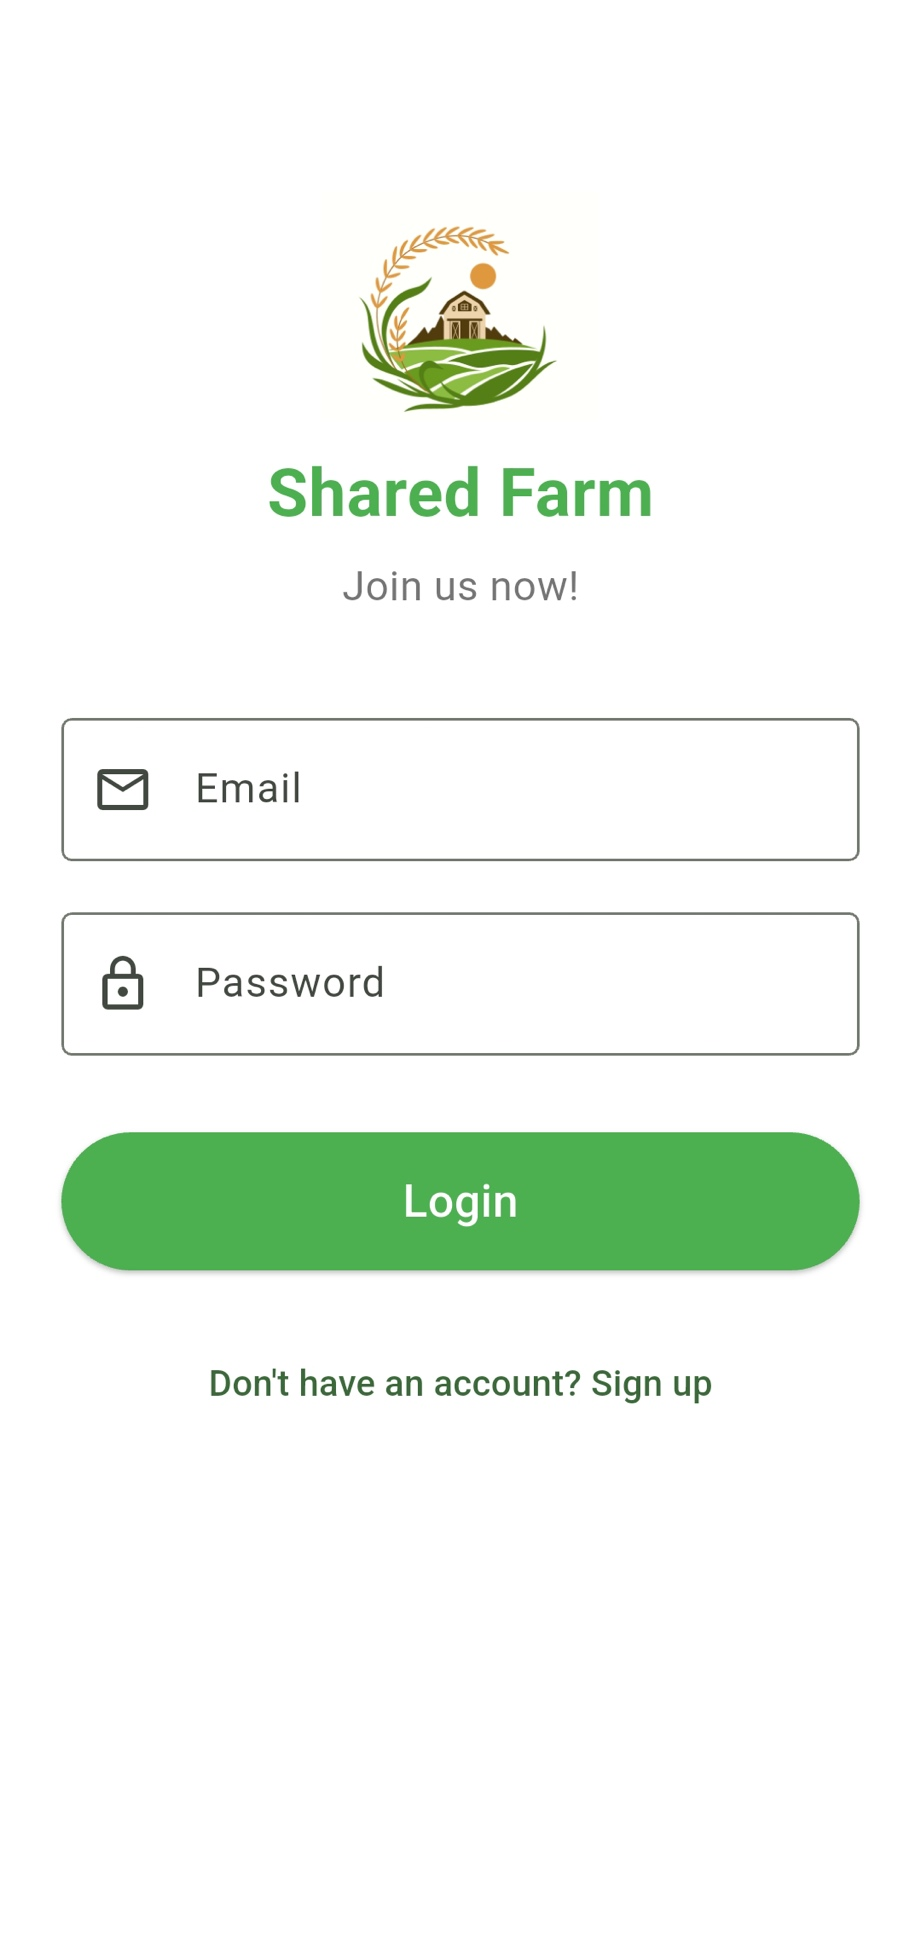 Shared Farm
Join us now!
Email
Password
Login
Don't have an account? Sign up